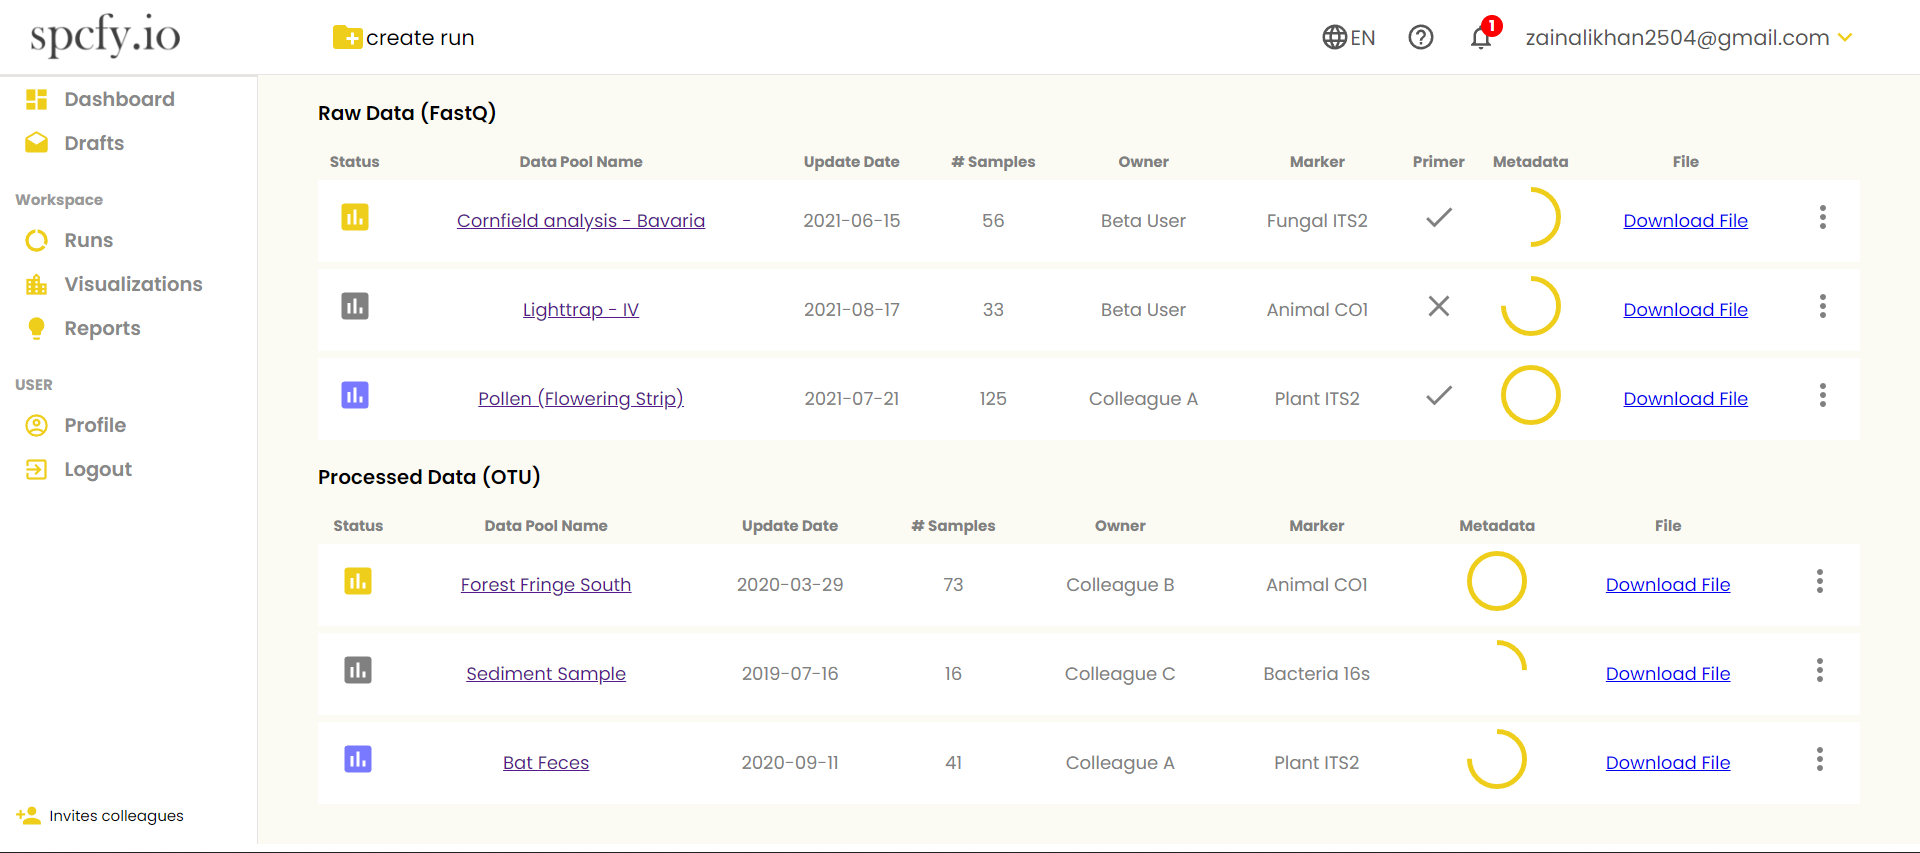 spcfy.io
create run
EN
1
zainalikhan2504@gmail.com
Dashboard
Drafts
Workspace
Runs
Visualizations
Reports
USER
Profile
Logout
Invites colleagues
Raw Data (FastQ)
Status Data Pool Name Update Date # Samples Owner Marker Primer Metadata File
Cornfield analysis - Bavaria 2021-06-15 56 Beta User Fungal ITS2 Download File
Lighttrap - IV 2021-08-17 33 Beta User Animal CO1 Download File
Pollen (Flowering Strip) 2021-07-21 125 Colleague A Plant ITS2 Download File
Processed Data (OTU)
Status Data Pool Name Update Date # Samples Owner Marker Metadata File
Forest Fringe South 2020-03-29 73 Colleague B Animal CO1 Download File
Sediment Sample 2019-07-16 16 Colleague C Bacteria 16s Download File
Bat Feces 2020-09-11 41 Colleague A Plant ITS2 Download File